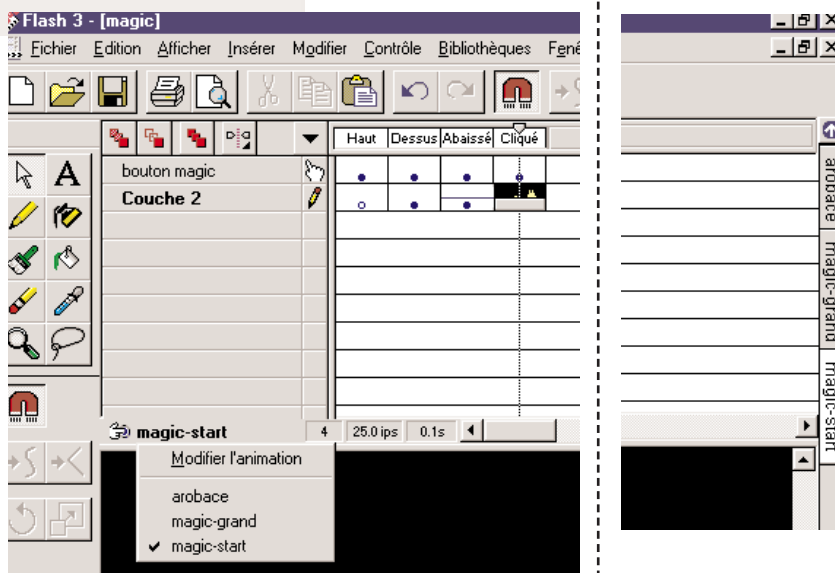 Flash 3 - [magic]
Fichier Edition Afficher Insérer Modifier Contrôle Bibliothèques Fenê
Haut Dessus Abaissé Cliqué
bouton magic
Couche 2
A
magic-start 4 25.0 ips 0.1s
Modifier l'animation
arobace
magic-grand
magic-start
arobace
magic-grand
magic-start